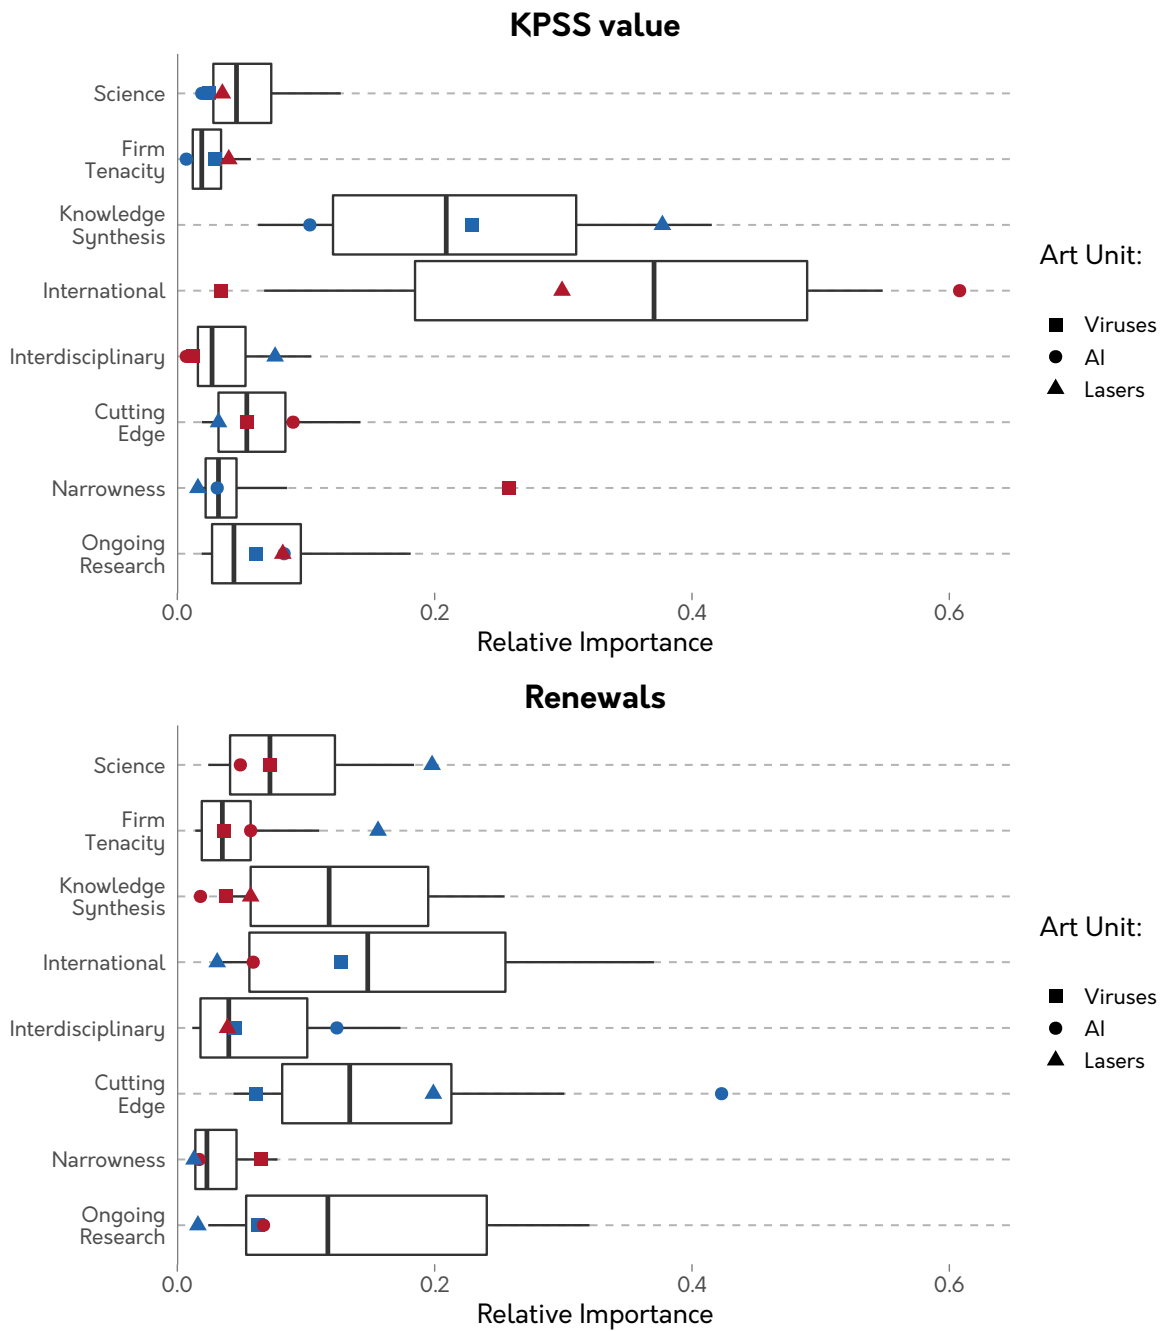 KPSS value
Science
Firm
Tenacity
Knowledge
Synthesis
International
Interdisciplinary
Cutting
Edge
Narrowness
Ongoing
Research
0.0 0.2 0.4 0.6
Relative Importance
Art Unit:
Viruses
AI
Lasers
Renewals
Science
Firm
Tenacity
Knowledge
Synthesis
International
Interdisciplinary
Cutting
Edge
Narrowness
Ongoing
Research
0.0 0.2 0.4 0.6
Relative Importance
Art Unit:
Viruses
AI
Lasers